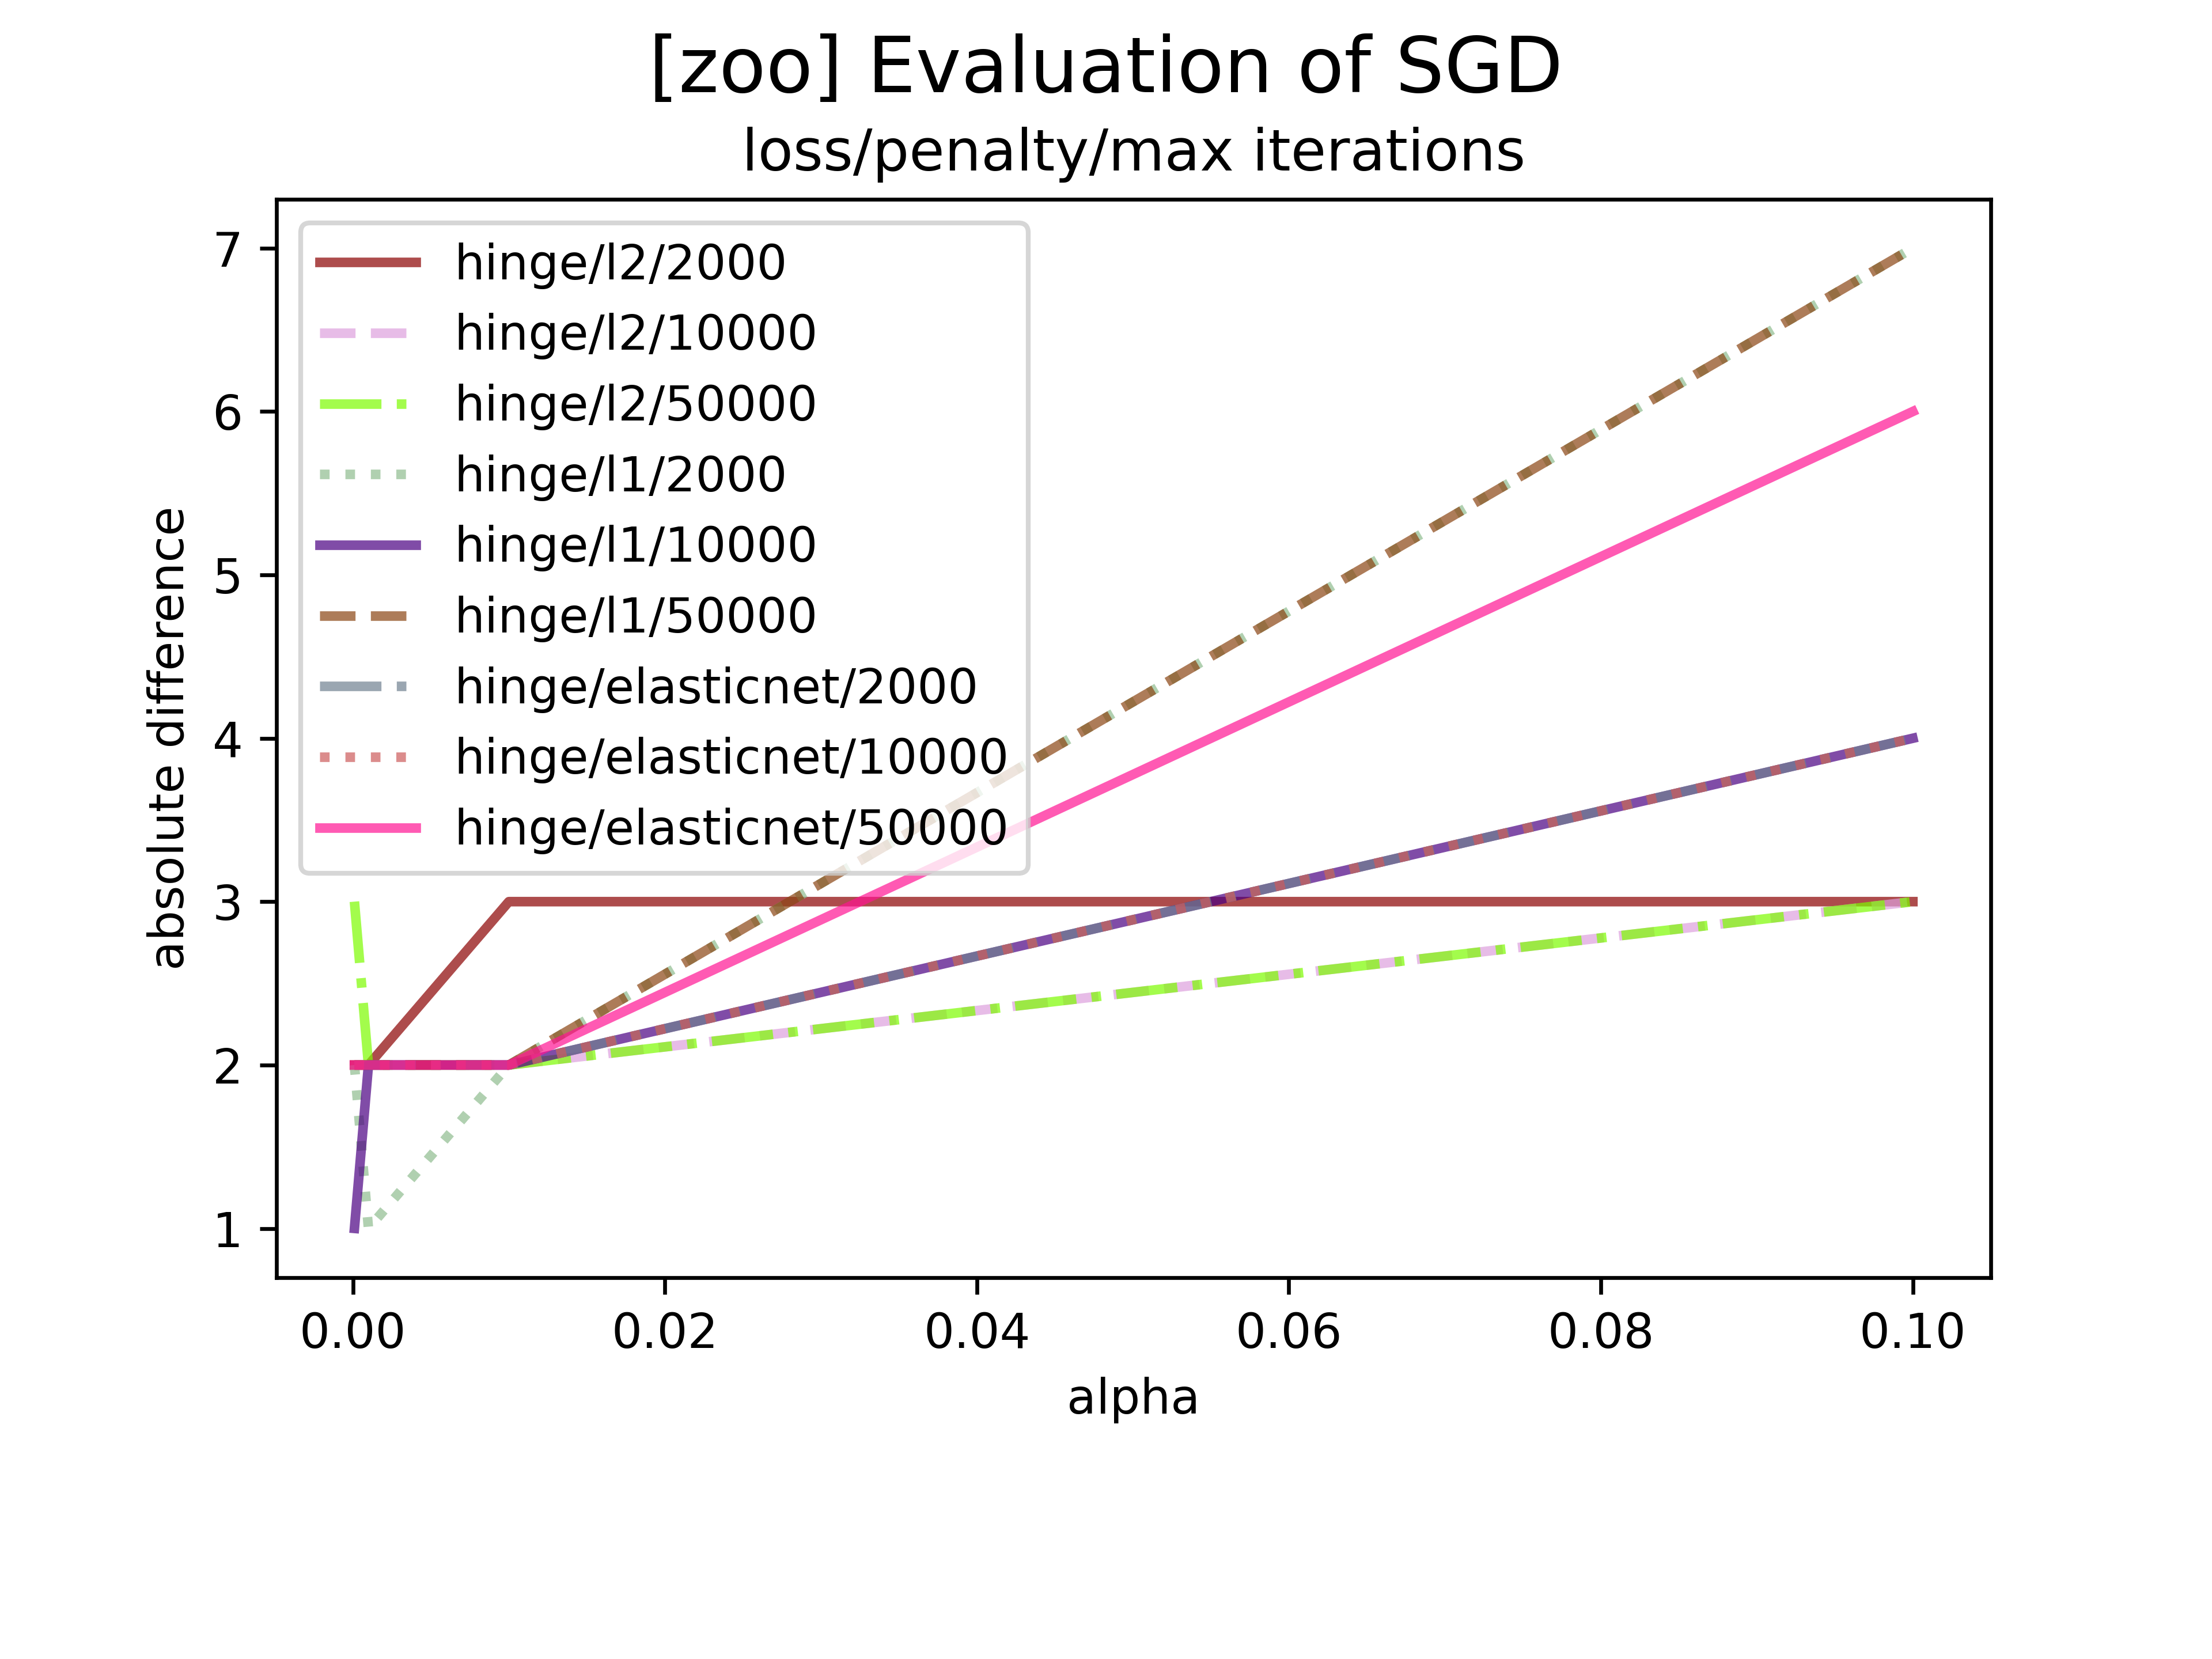 [zoo] Evaluation of SGD
loss/penalty/max iterations
7
6
5
4
3
2
1
absolute difference
hinge/l2/2000
hinge/l2/10000
hinge/l2/50000
hinge/l1/2000
hinge/l1/10000
hinge/l1/50000
hinge/elasticnet/2000
hinge/elasticnet/10000
hinge/elasticnet/50000
0.00 0.02 0.04 0.06 0.08 0.10
alpha